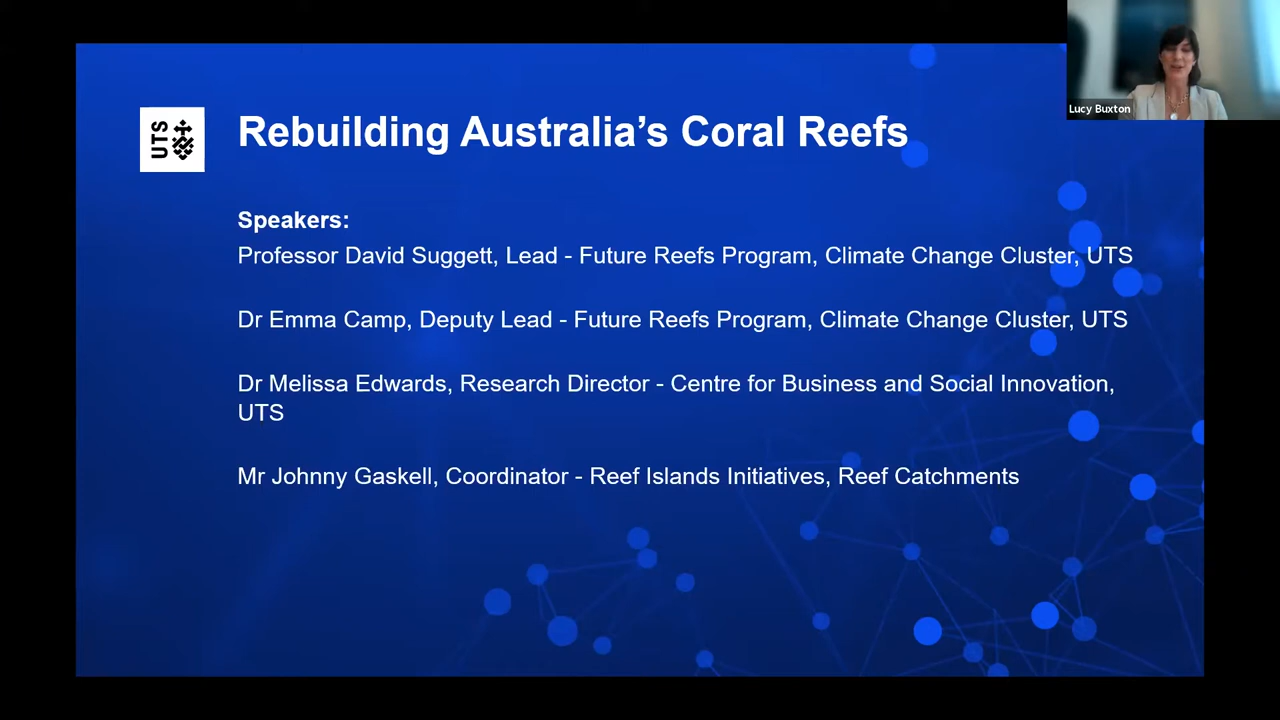 Lucy Buxton
UTS
Rebuilding Australia's Coral Reefs
Speakers:
Professor David Suggett, Lead - Future Reefs Program, Climate Change Cluster, UTS
Dr Emma Camp, Deputy Lead - Future Reefs Program, Climate Change Cluster, UTS
Dr Melissa Edwards, Research Director - Centre for Business and Social Innovation,
UTS
Mr Johnny Gaskell, Coordinator - Reef Islands Initiatives, Reef Catchments